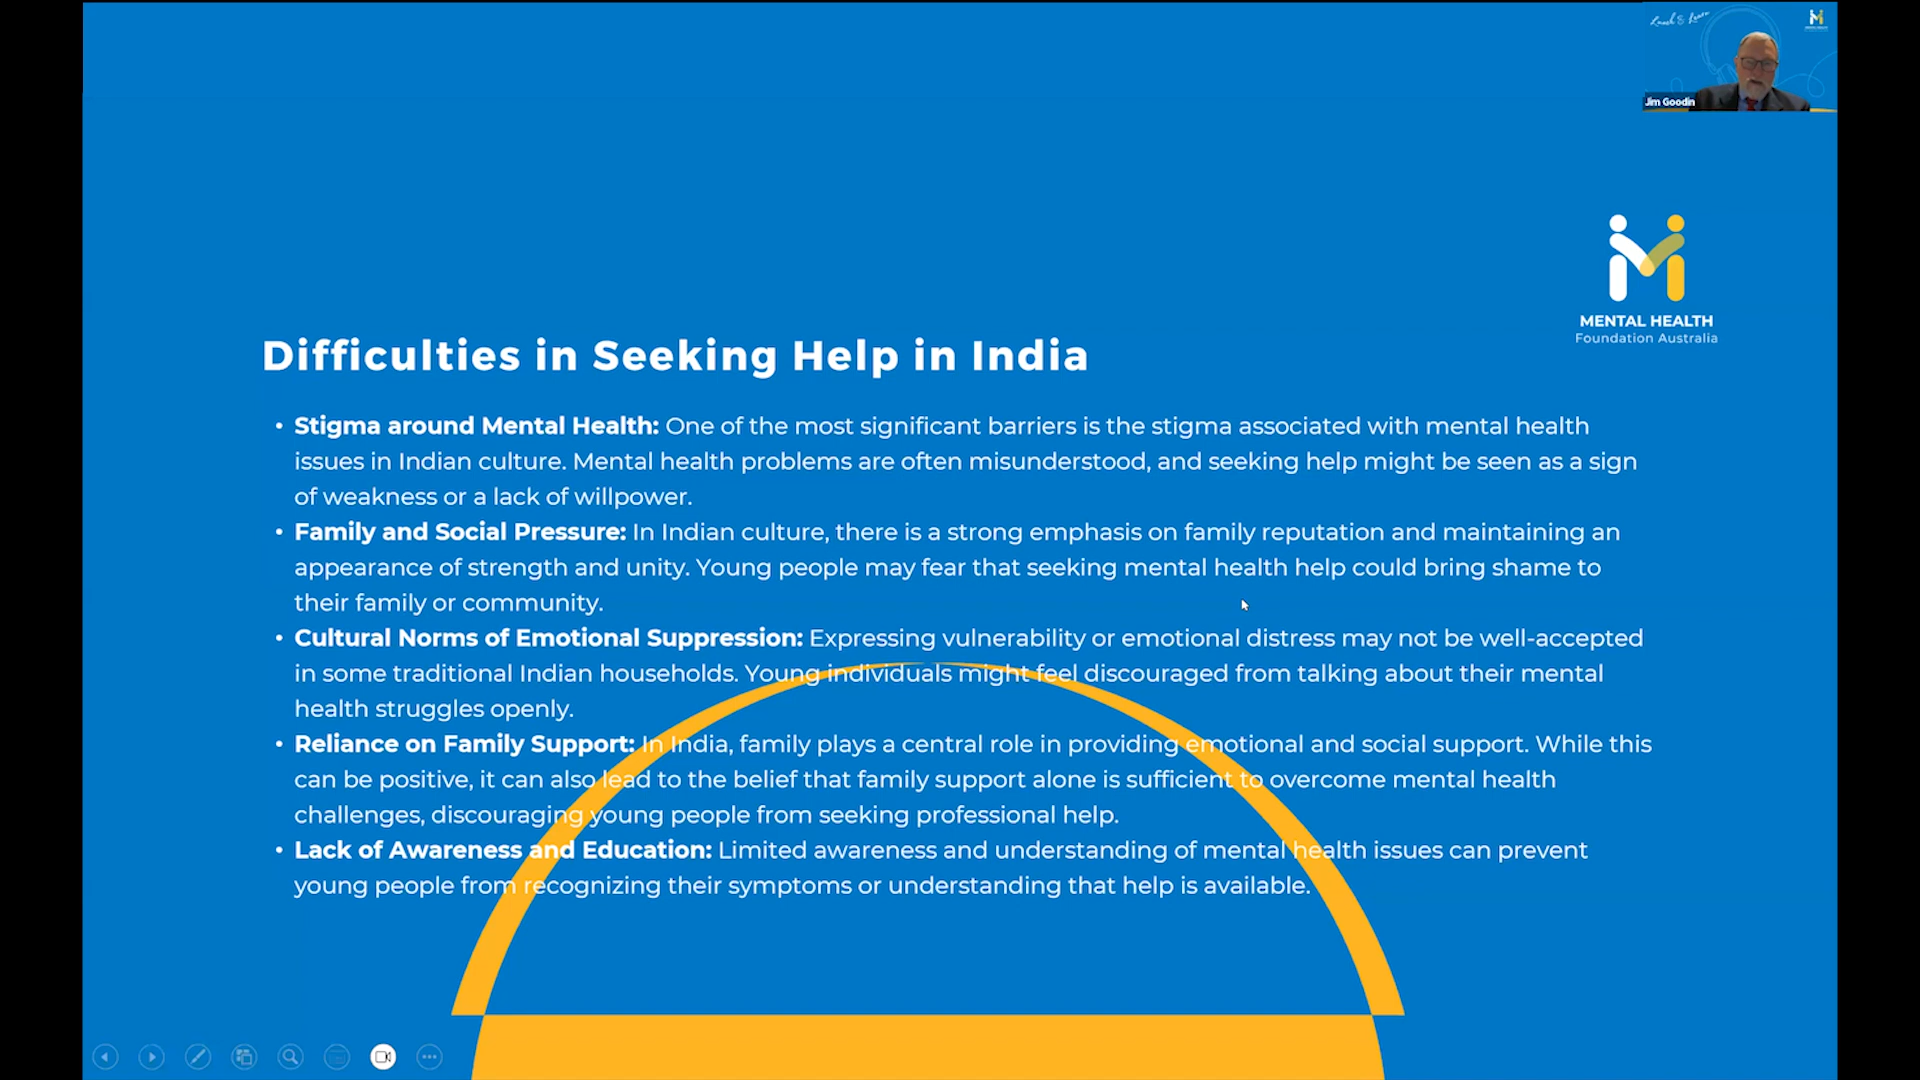 Lunch & Learn
Jim Goodin
MENTAL HEALTH
Foundation Australia
Difficulties in Seeking Help in India
• Stigma around Mental Health: One of the most significant barriers is the stigma associated with mental health
issues in Indian culture. Mental health problems are often misunderstood, and seeking help might be seen as a sign
of weakness or a lack of willpower.
• Family and Social Pressure: In Indian culture, there is a strong emphasis on family reputation and maintaining an
appearance of strength and unity. Young people may fear that seeking mental health help could bring shame to
their family or community.
• Cultural Norms of Emotional Suppression: Expressing vulnerability or emotional distress may not be well-accepted
in some traditional Indian households. Young individuals might feel discouraged from talking about their mental
health struggles openly.
• Reliance on Family Support: In India, family plays a central role in providing emotional and social support. While this
can be positive, it can also lead to the belief that family support alone is sufficient to overcome mental health
challenges, discouraging young people from seeking professional help.
• Lack of Awareness and Education: Limited awareness and understanding of mental health issues can prevent
young people from recognizing their symptoms or understanding that help is available.